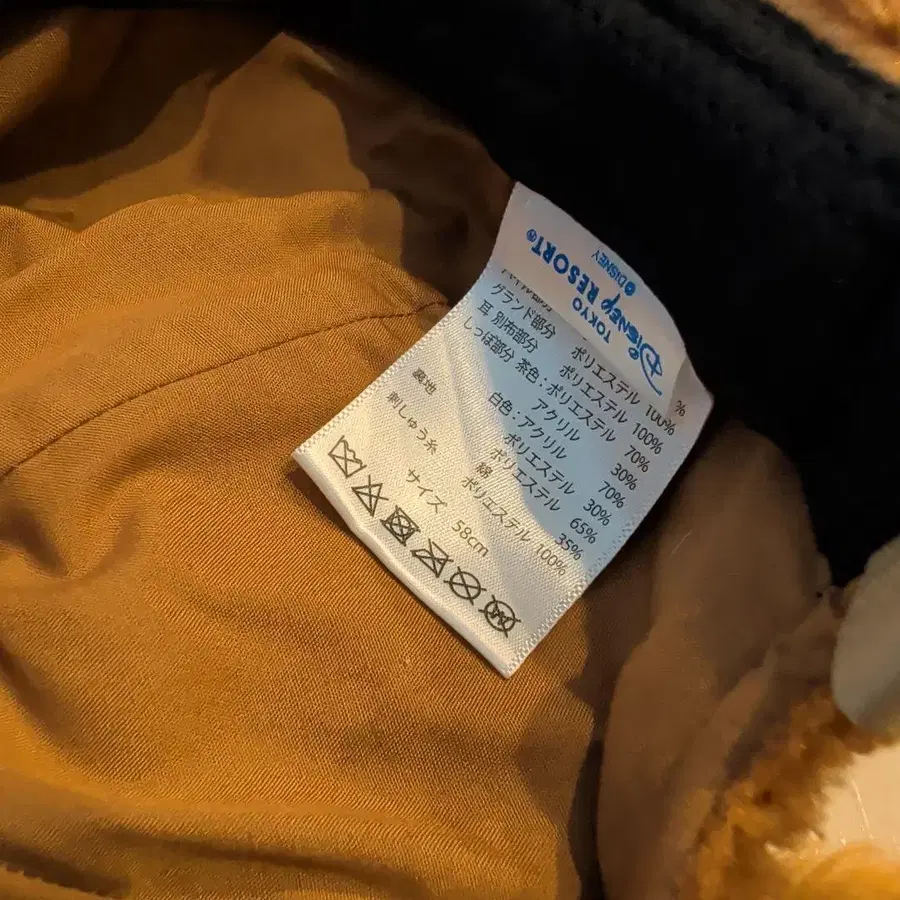 TOKYO
DISNEY RESORT®
©DISNEY
%
グランド部分 ポリエステル 100%
耳 別布部分 ポリエステル 100%
しっぽ部分 茶色：ポリエステル 70%
アクリル 30%
白色：アクリル 70%
ポリエステル 30%
裏地 ポリエステル 65%
綿 35%
刺しゅう糸 ポリエステル 100%
サイズ 58cm